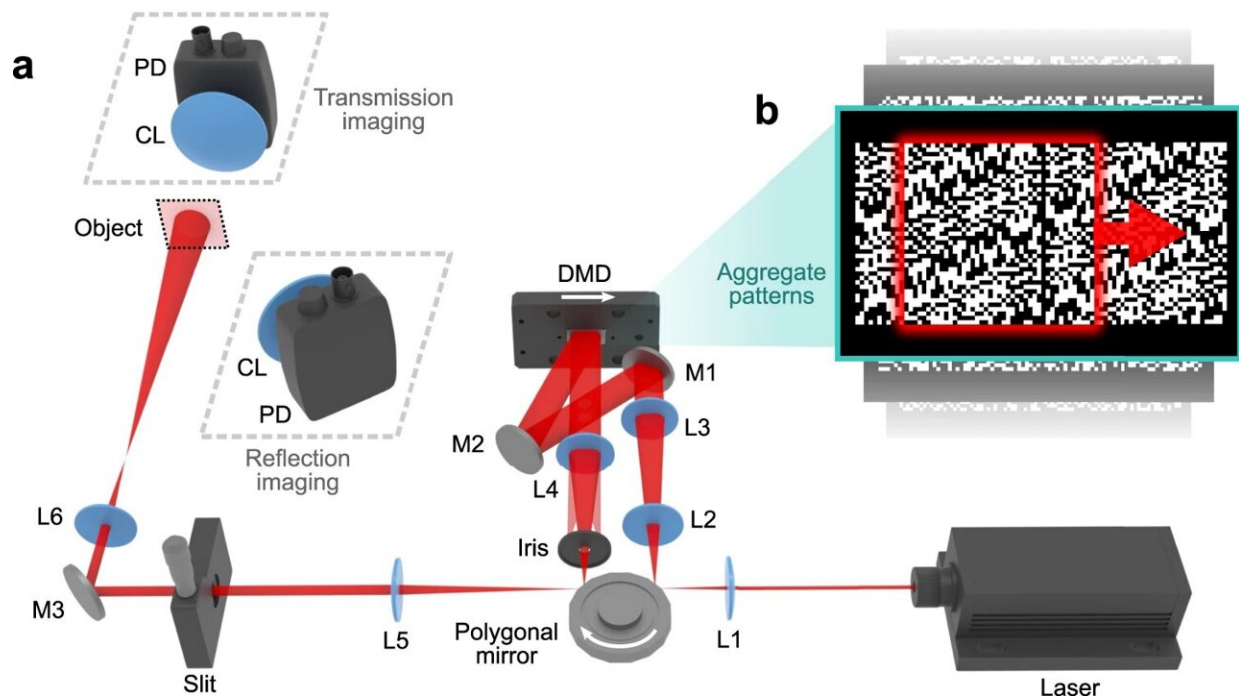 a
PD
CL
Transmission
imaging
Object
CL
PD
Reflection
imaging
DMD
M1
L3
M2
L4
L2
Iris
L6
M3
Slit
L5
Polygonal
mirror
L1
Laser
b
Aggregate
patterns